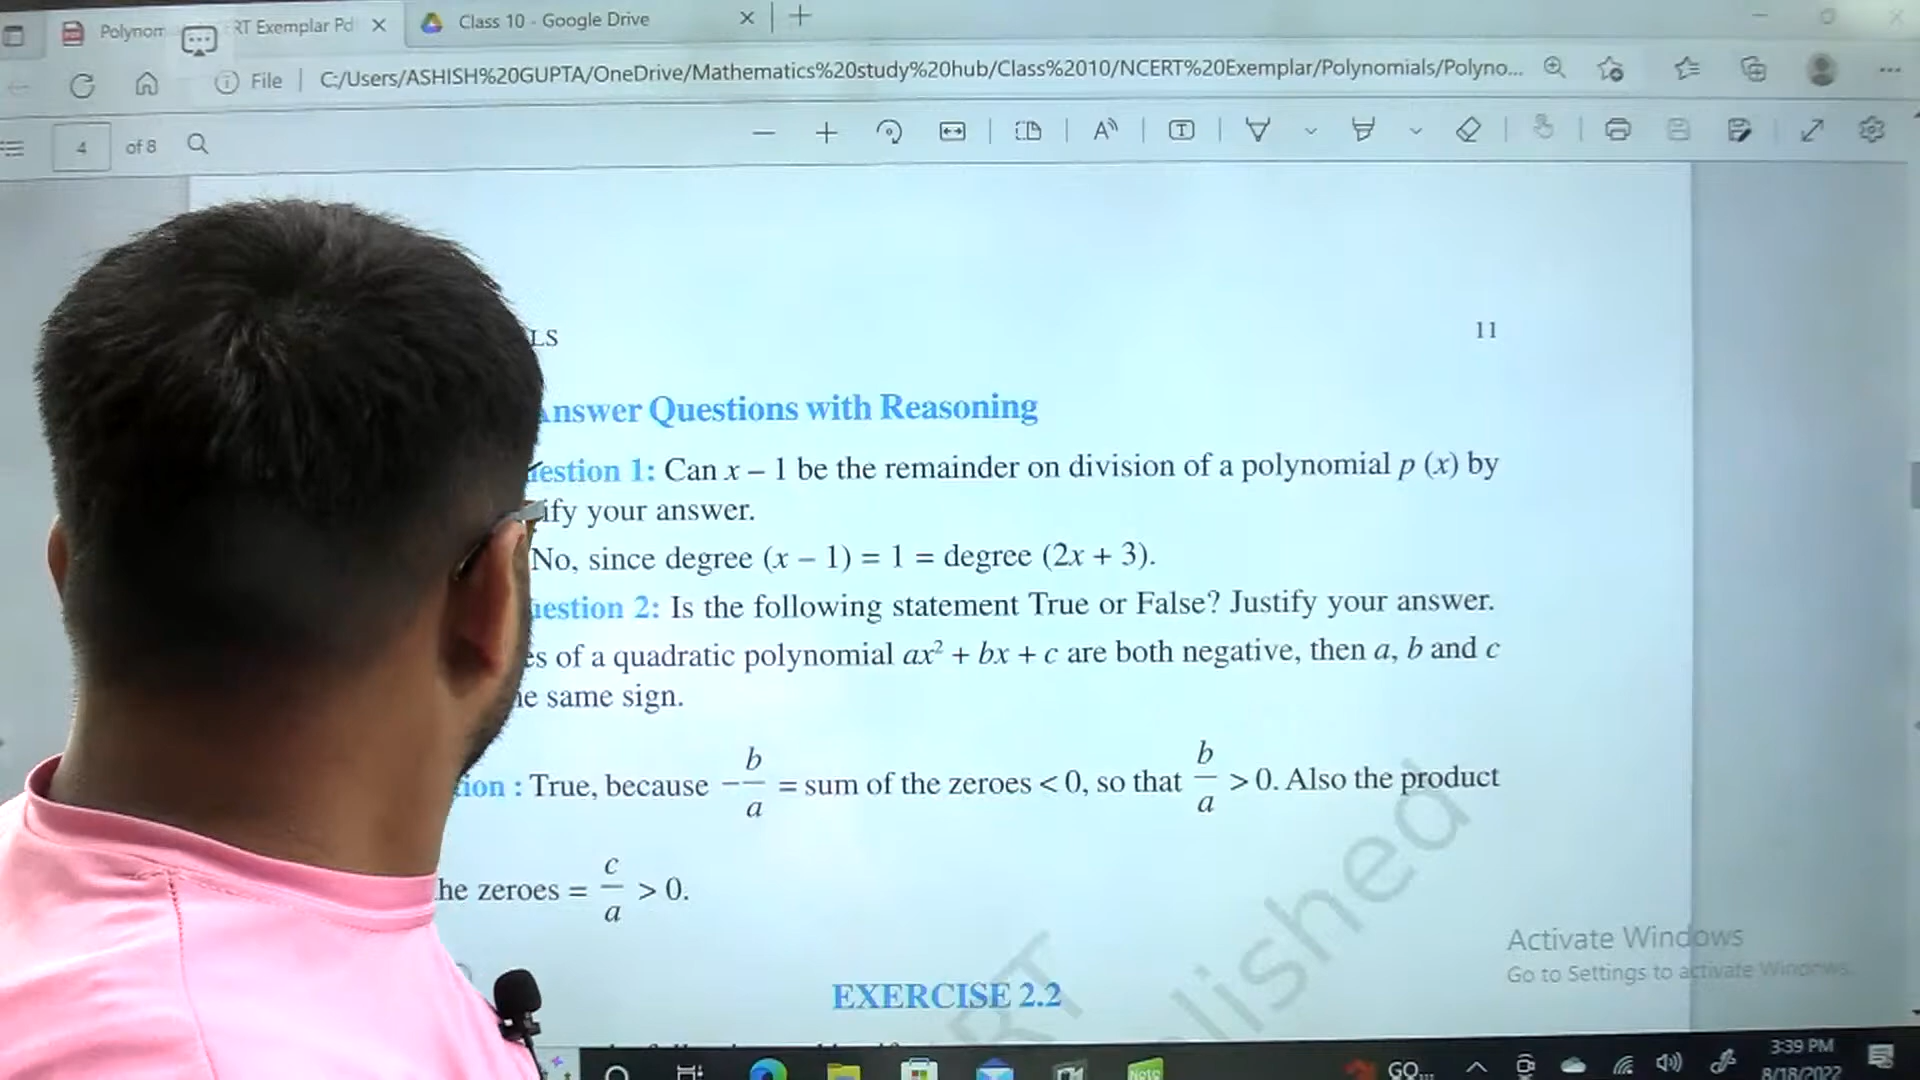 Polynom
RT Exemplar Pd
Class 10 - Google Drive
File
C:/Users/ASHISH%20GUPTA/OneDrive/Mathematics%20study%20hub/Class%2010/NCERT%20Exemplar/Polynomials/Polyno...
4 of 8
LS
11
Answer Questions with Reasoning
estion 1: Can x – 1 be the remainder on division of a polynomial p (x) by
ify your answer.
No, since degree (x – 1) = 1 = degree (2x + 3).
estion 2: Is the following statement True or False? Justify your answer.
es of a quadratic polynomial ax² + bx + c are both negative, then a, b and c
e same sign.
ion : True, because –b/a = sum of the zeroes < 0, so that b/a > 0. Also the product
he zeroes = c/a > 0.
Activate Windows
Go to Settings to activate Windows.
EXERCISE 2.2
RT
lished
GO...
3:39 PM
8/18/2022